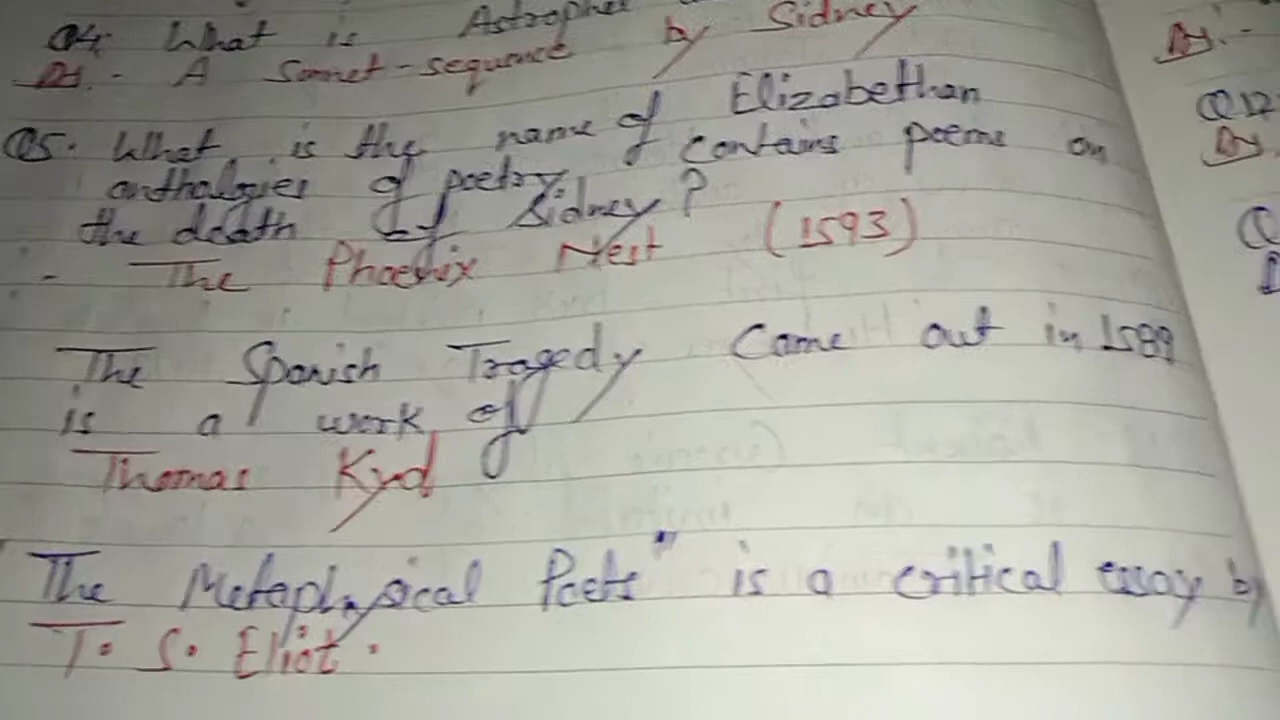 Q4. What is Astrophel
A. - A Sonnet-sequence by Sidney
Q5. What is the name of Elizabethan
anthologies of poetry contains poems on
the death of Sidney?
- The Phoenix Nest (1593)
The Spanish Tragedy Came out in 1589
is a work of
Thomas Kyd
The Metaphysical Poets" is a critical essay by
T. S. Eliot.
Q12